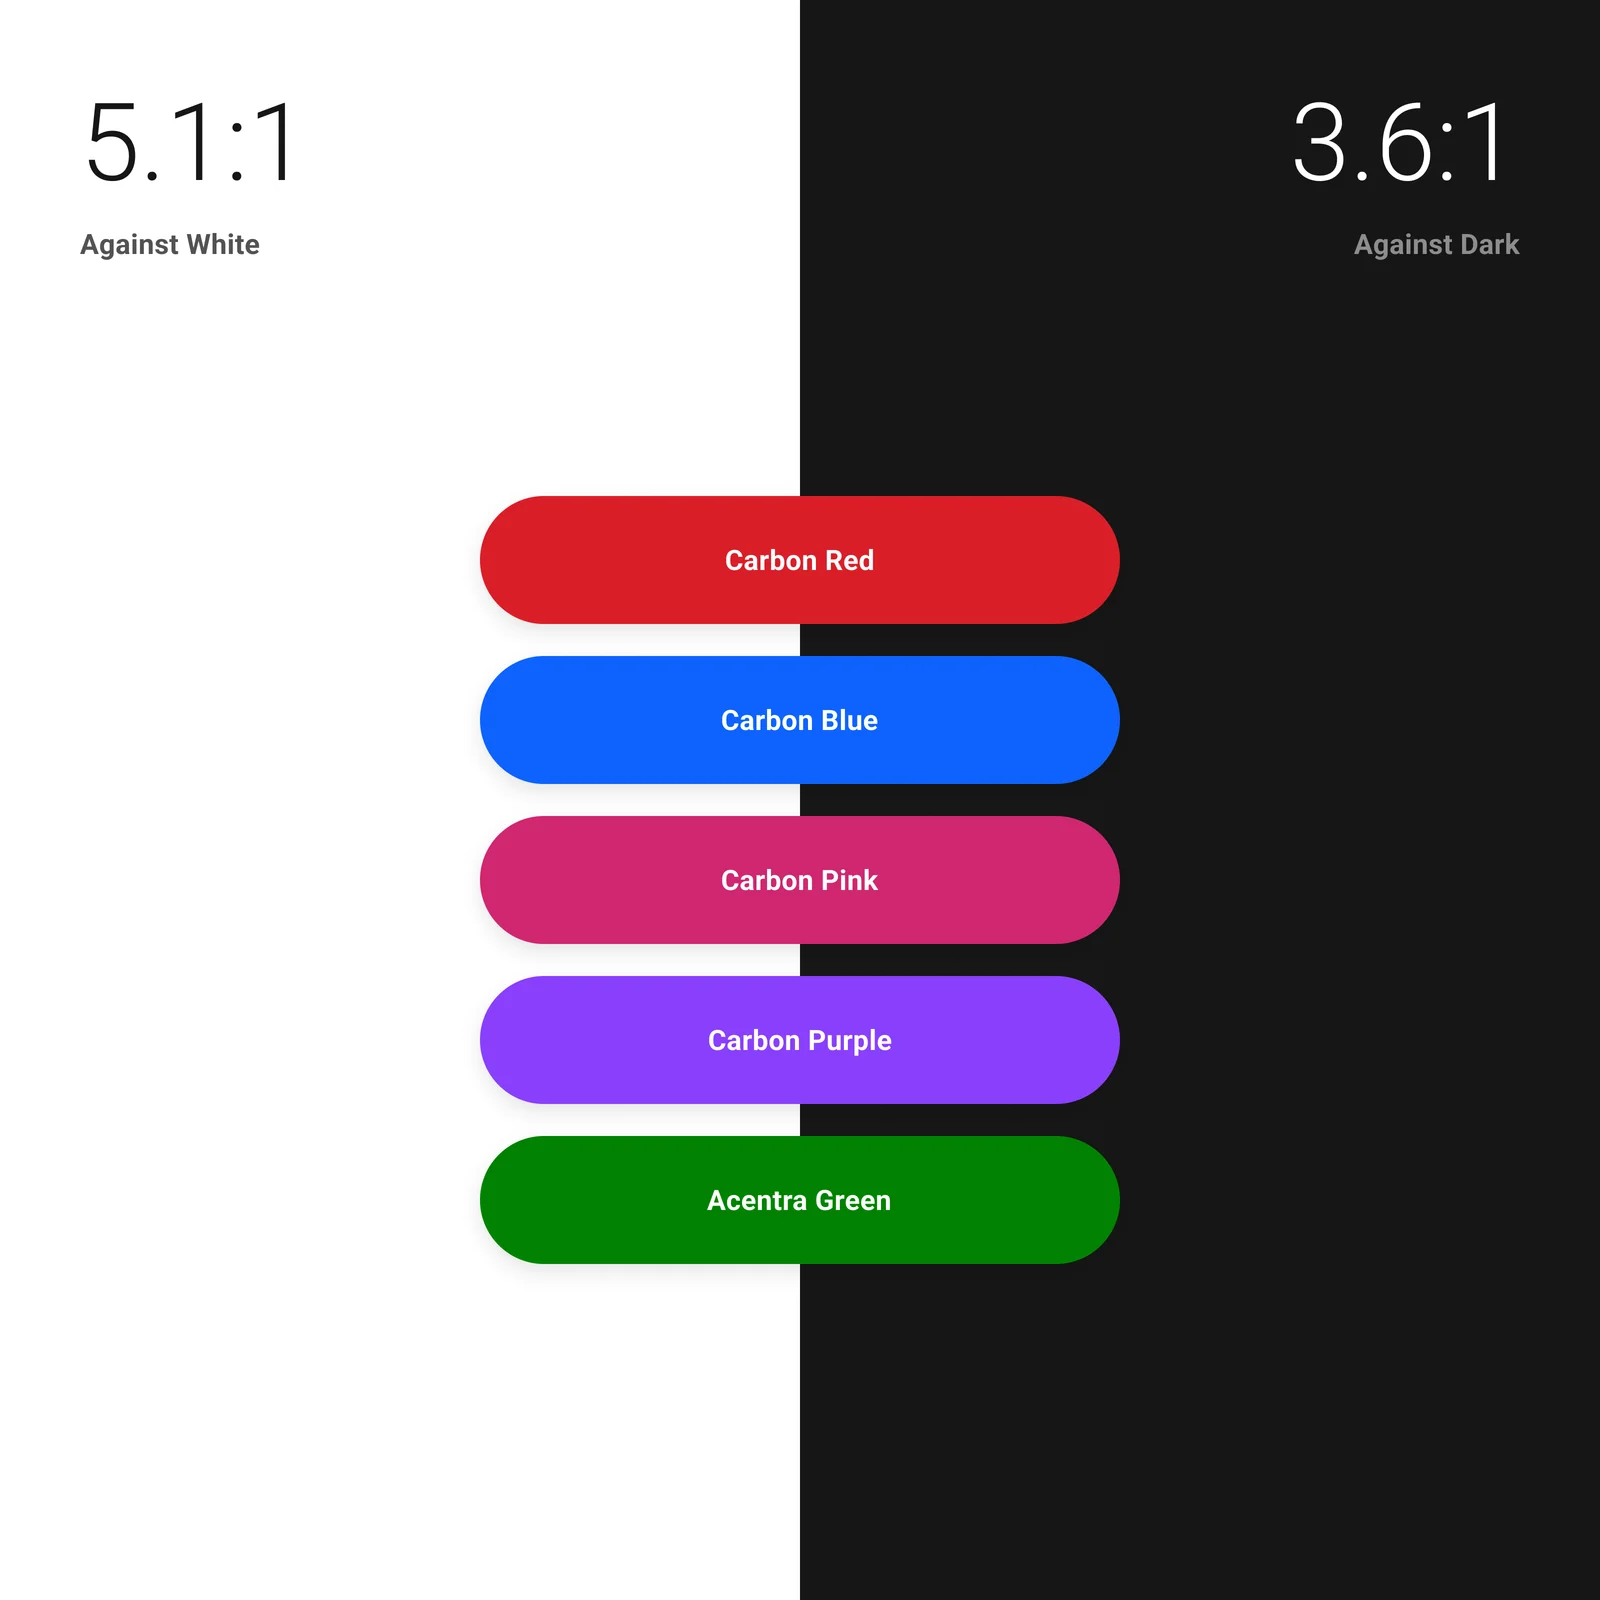 5.1:1
3.6:1
Against White
Against Dark
Carbon Red
Carbon Blue
Carbon Pink
Carbon Purple
Acentra Green